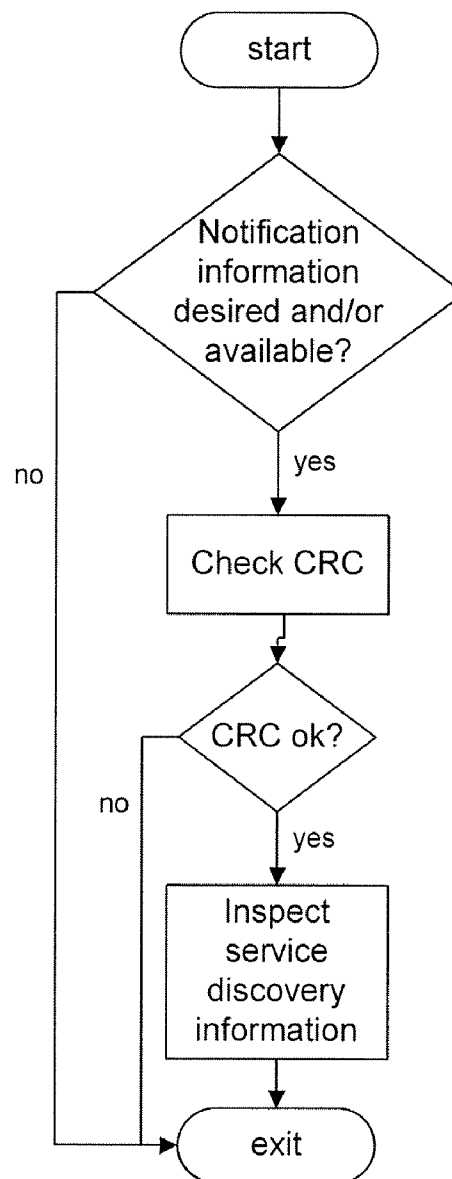 start
Notification
information
desired and/or
available?
yes
no
Check CRC
CRC ok?
no
yes
Inspect
service
discovery
information
exit